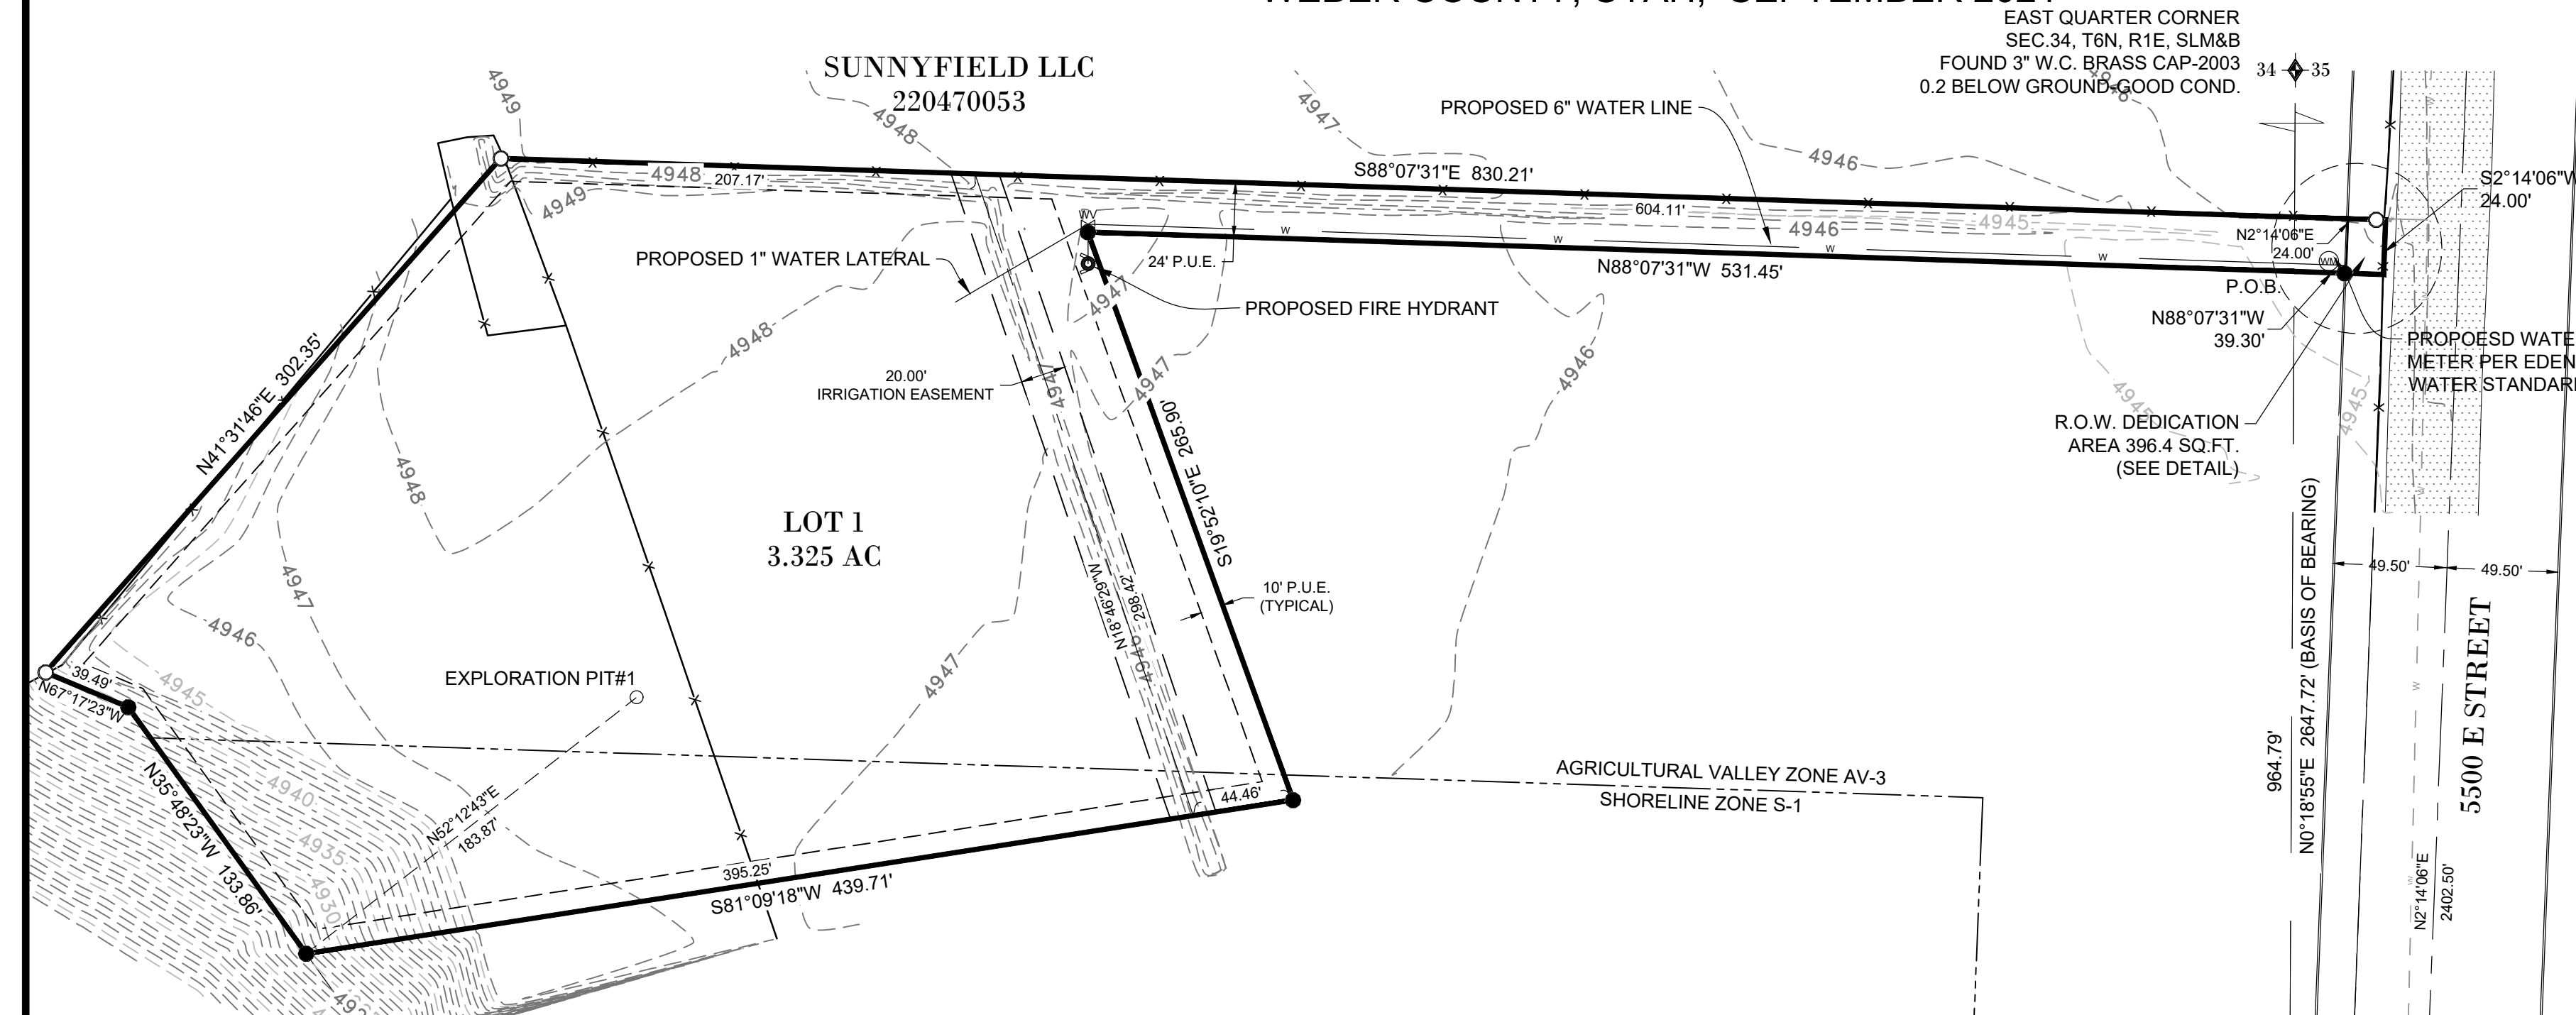 EAST QUARTER CORNER
SEC.34, T6N, R1E, SLM&B
FOUND 3" W.C. BRASS CAP-2003
0.2 BELOW GROUND,GOOD COND.
34 35
SUNNYFIELD LLC
220470053
PROPOSED 6" WATER LINE
4949
4948
4947
4946
4946
4948
207.17'
4949
S88°07'31"E 830.21'
604.11'
4945
4946
S2°14'06"W
24.00'
N2°14'06"E
24.00'
WV
W
W
W
W
WM
PROPOSED 1" WATER LATERAL
24' P.U.E.
N88°07'31"W 531.45'
P.O.B.
PROPOSED FIRE HYDRANT
N88°07'31"W
39.30'
PROPOESD WATE
METER PER EDEN
WATER STANDAR
4947
4948
4947
4947
4946
4945
4945
20.00'
IRRIGATION EASEMENT
N41°31'46"E 302.35'
S19°52'10"E 265.90'
R.O.W. DEDICATION
AREA 396.4 SQ.FT.
(SEE DETAIL)
4948
LOT 1
3.325 AC
N18°46'29"W 298.42'
10' P.U.E.
(TYPICAL)
49.50'
49.50'
4947
4946
4946
4947
EXPLORATION PIT#1
39.49'
N67°17'23"W
4945
N0°18'55"E 2647.72' (BASIS OF BEARING)
964.79'
5500 E STREET
AGRICULTURAL VALLEY ZONE AV-3
SHORELINE ZONE S-1
44.46'
N35°48'23"W 133.86'
4940
4935
4930
N52°12'43"E
183.87'
395.25'
S81°09'18"W 439.71'
N2°14'06"E
2402.50'